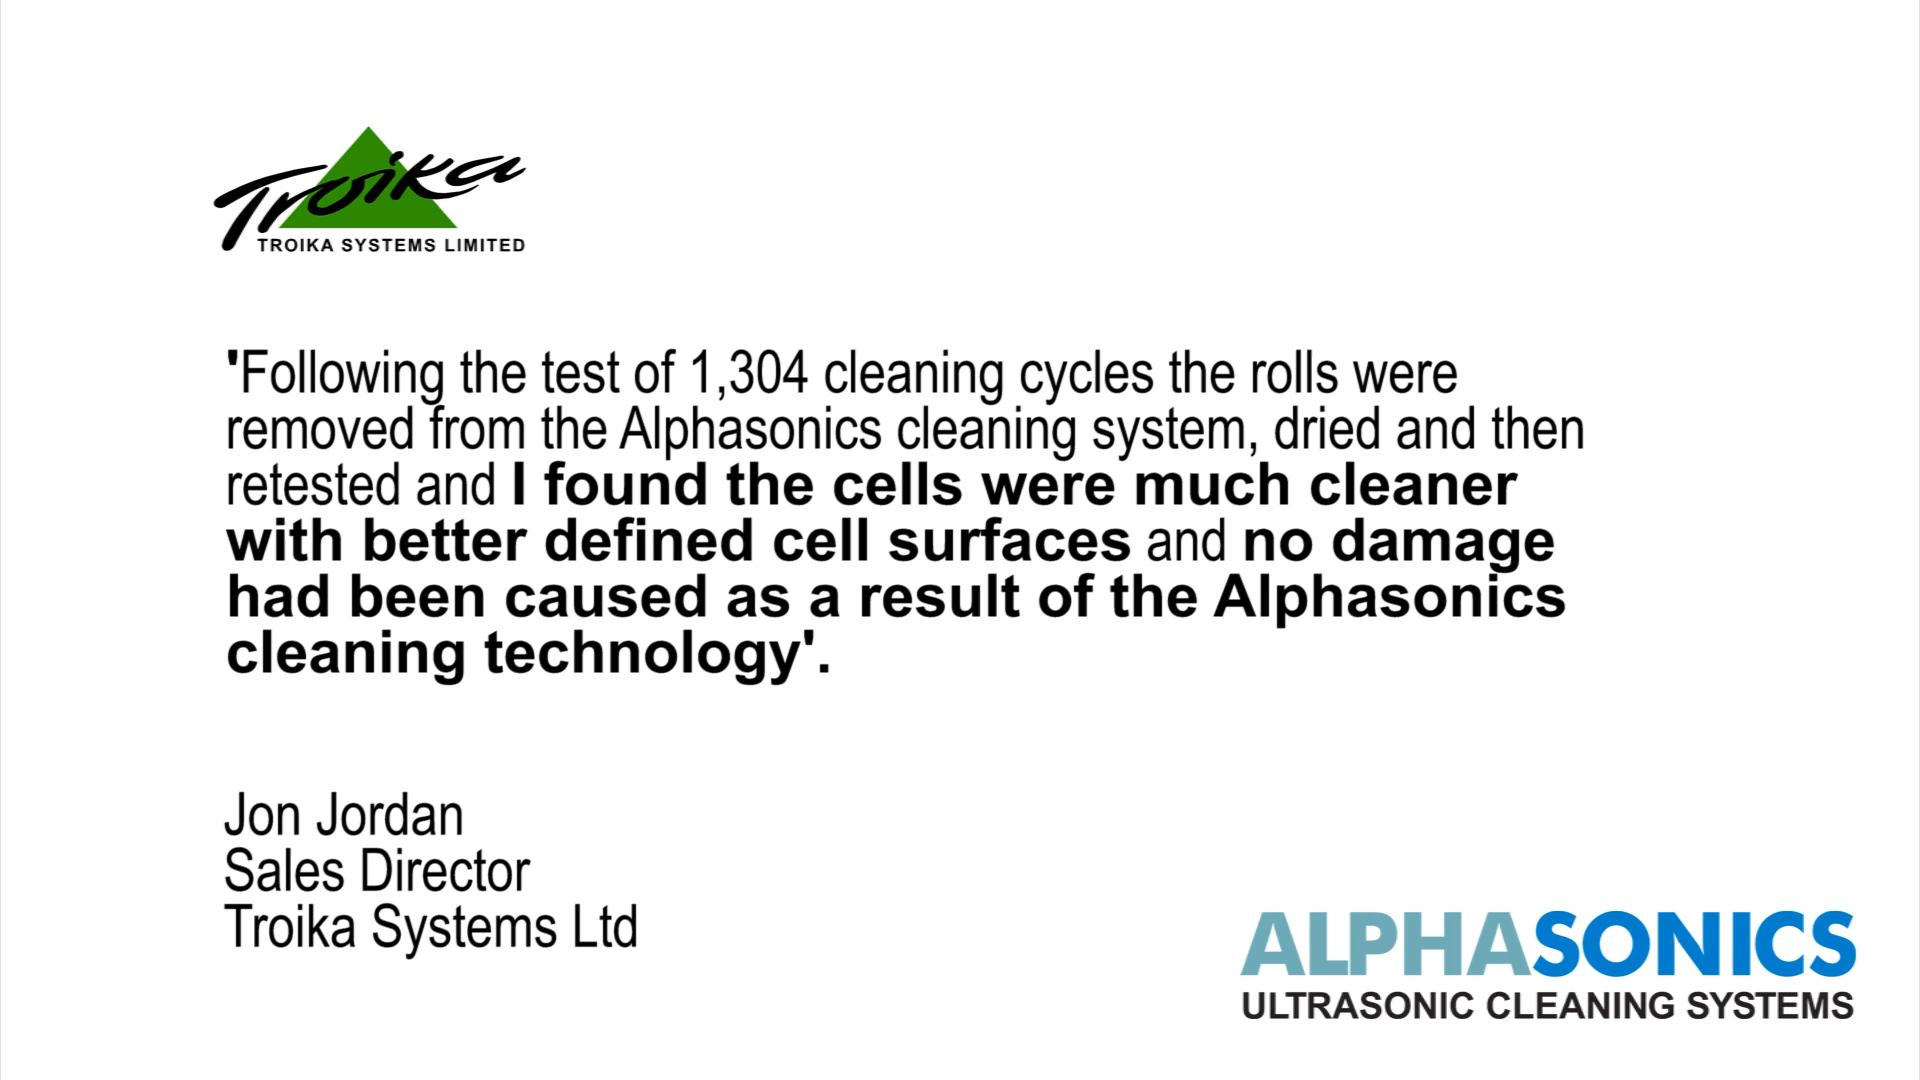 Troika
TROIKA SYSTEMS LIMITED
'Following the test of 1,304 cleaning cycles the rolls were
removed from the Alphasonics cleaning system, dried and then
retested and I found the cells were much cleaner
with better defined cell surfaces and no damage
had been caused as a result of the Alphasonics
cleaning technology'.
Jon Jordan
Sales Director
Troika Systems Ltd
ALPHASONICS
ULTRASONIC CLEANING SYSTEMS